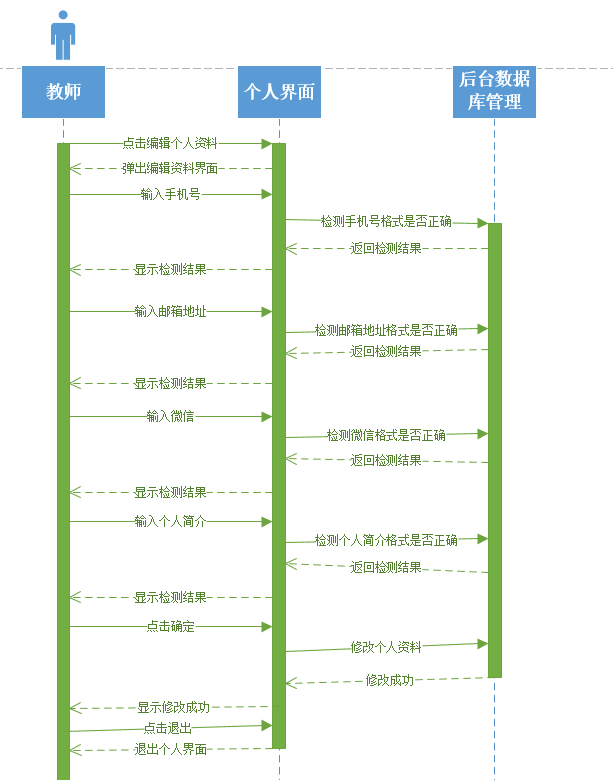 教师
个人界面
后台数据
库管理
点击编辑个人资料
弹出编辑资料界面
输入手机号
检测手机号格式是否正确
返回检测结果
显示检测结果
输入邮箱地址
检测邮箱地址格式是否正确
返回检测结果
显示检测结果
输入微信
检测微信格式是否正确
返回检测结果
显示检测结果
输入个人简介
检测个人简介格式是否正确
返回检测结果
显示检测结果
点击确定
修改个人资料
修改成功
显示修改成功
点击退出
退出个人界面